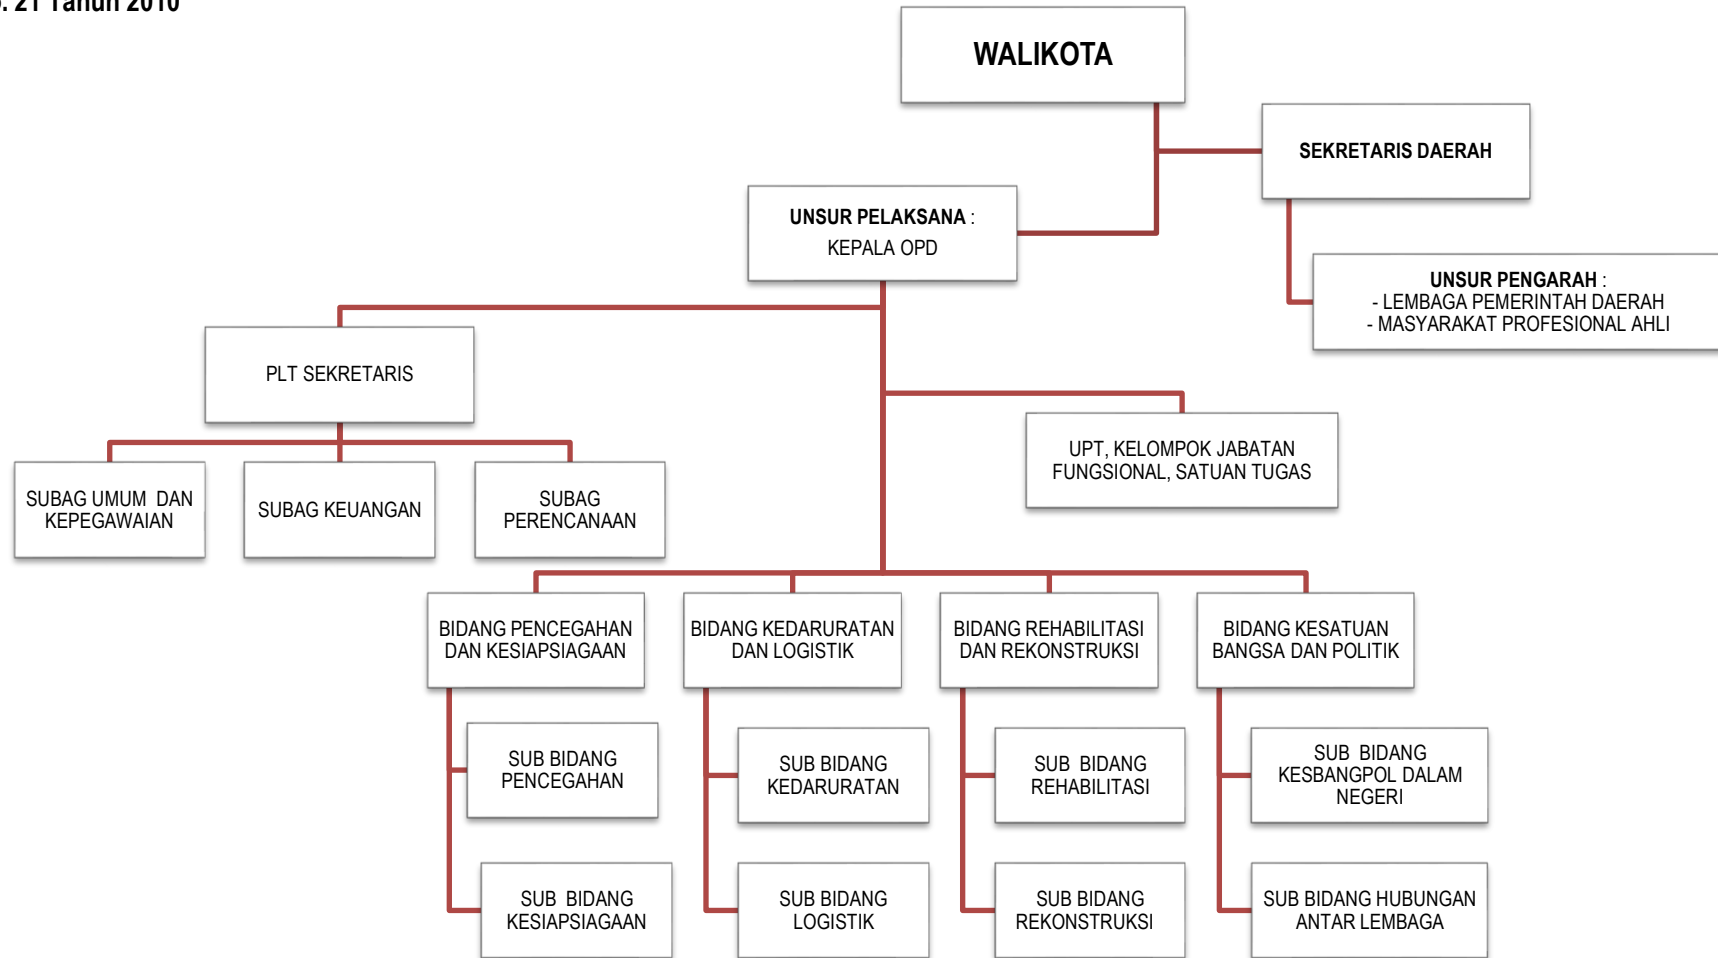 . 21 Tahun 2010
WALIKOTA
SEKRETARIS DAERAH
UNSUR PELAKSANA :
KEPALA OPD
UNSUR PENGARAH :
- LEMBAGA PEMERINTAH DAERAH
- MASYARAKAT PROFESIONAL AHLI
PLT SEKRETARIS
UPT, KELOMPOK JABATAN
FUNGSIONAL, SATUAN TUGAS
SUBAG UMUM  DAN
KEPEGAWAIAN
SUBAG KEUANGAN
SUBAG
PERENCANAAN
BIDANG PENCEGAHAN
DAN KESIAPSIAGAAN
BIDANG KEDARURATAN
DAN LOGISTIK
BIDANG REHABILITASI
DAN REKONSTRUKSI
BIDANG KESATUAN
BANGSA DAN POLITIK
SUB BIDANG
PENCEGAHAN
SUB BIDANG
KEDARURATAN
SUB  BIDANG
REHABILITASI
SUB  BIDANG
KESBANGPOL DALAM
NEGERI
SUB  BIDANG
KESIAPSIAGAAN
SUB BIDANG
LOGISTIK
SUB BIDANG
REKONSTRUKSI
SUB BIDANG HUBUNGAN
ANTAR LEMBAGA